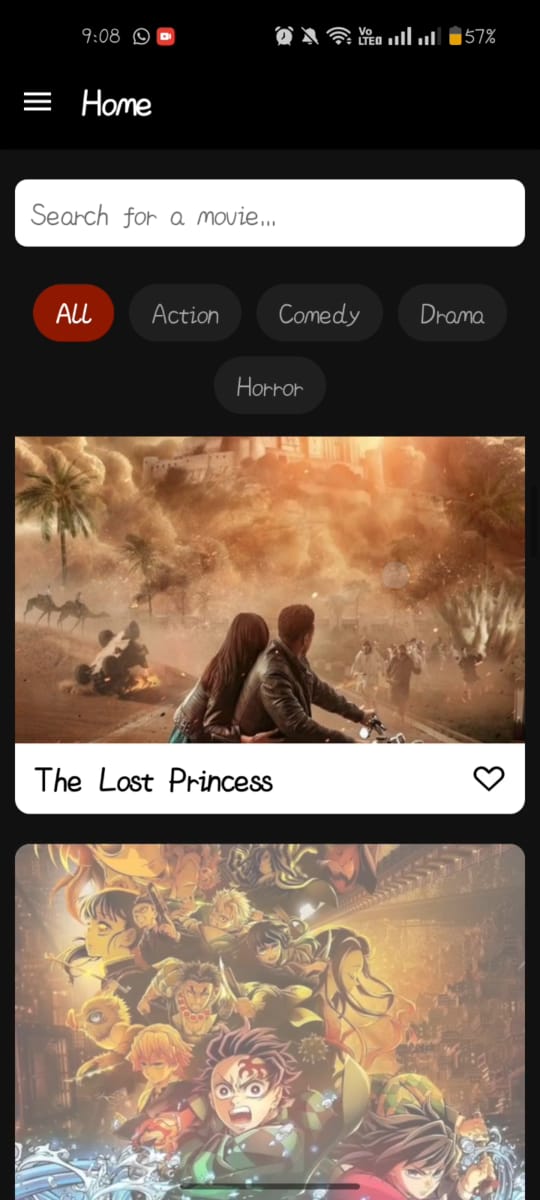 9:08 Vo LTE 57%
Home
Search for a movie...
All Action Comedy Drama
Horror
The Lost Princess